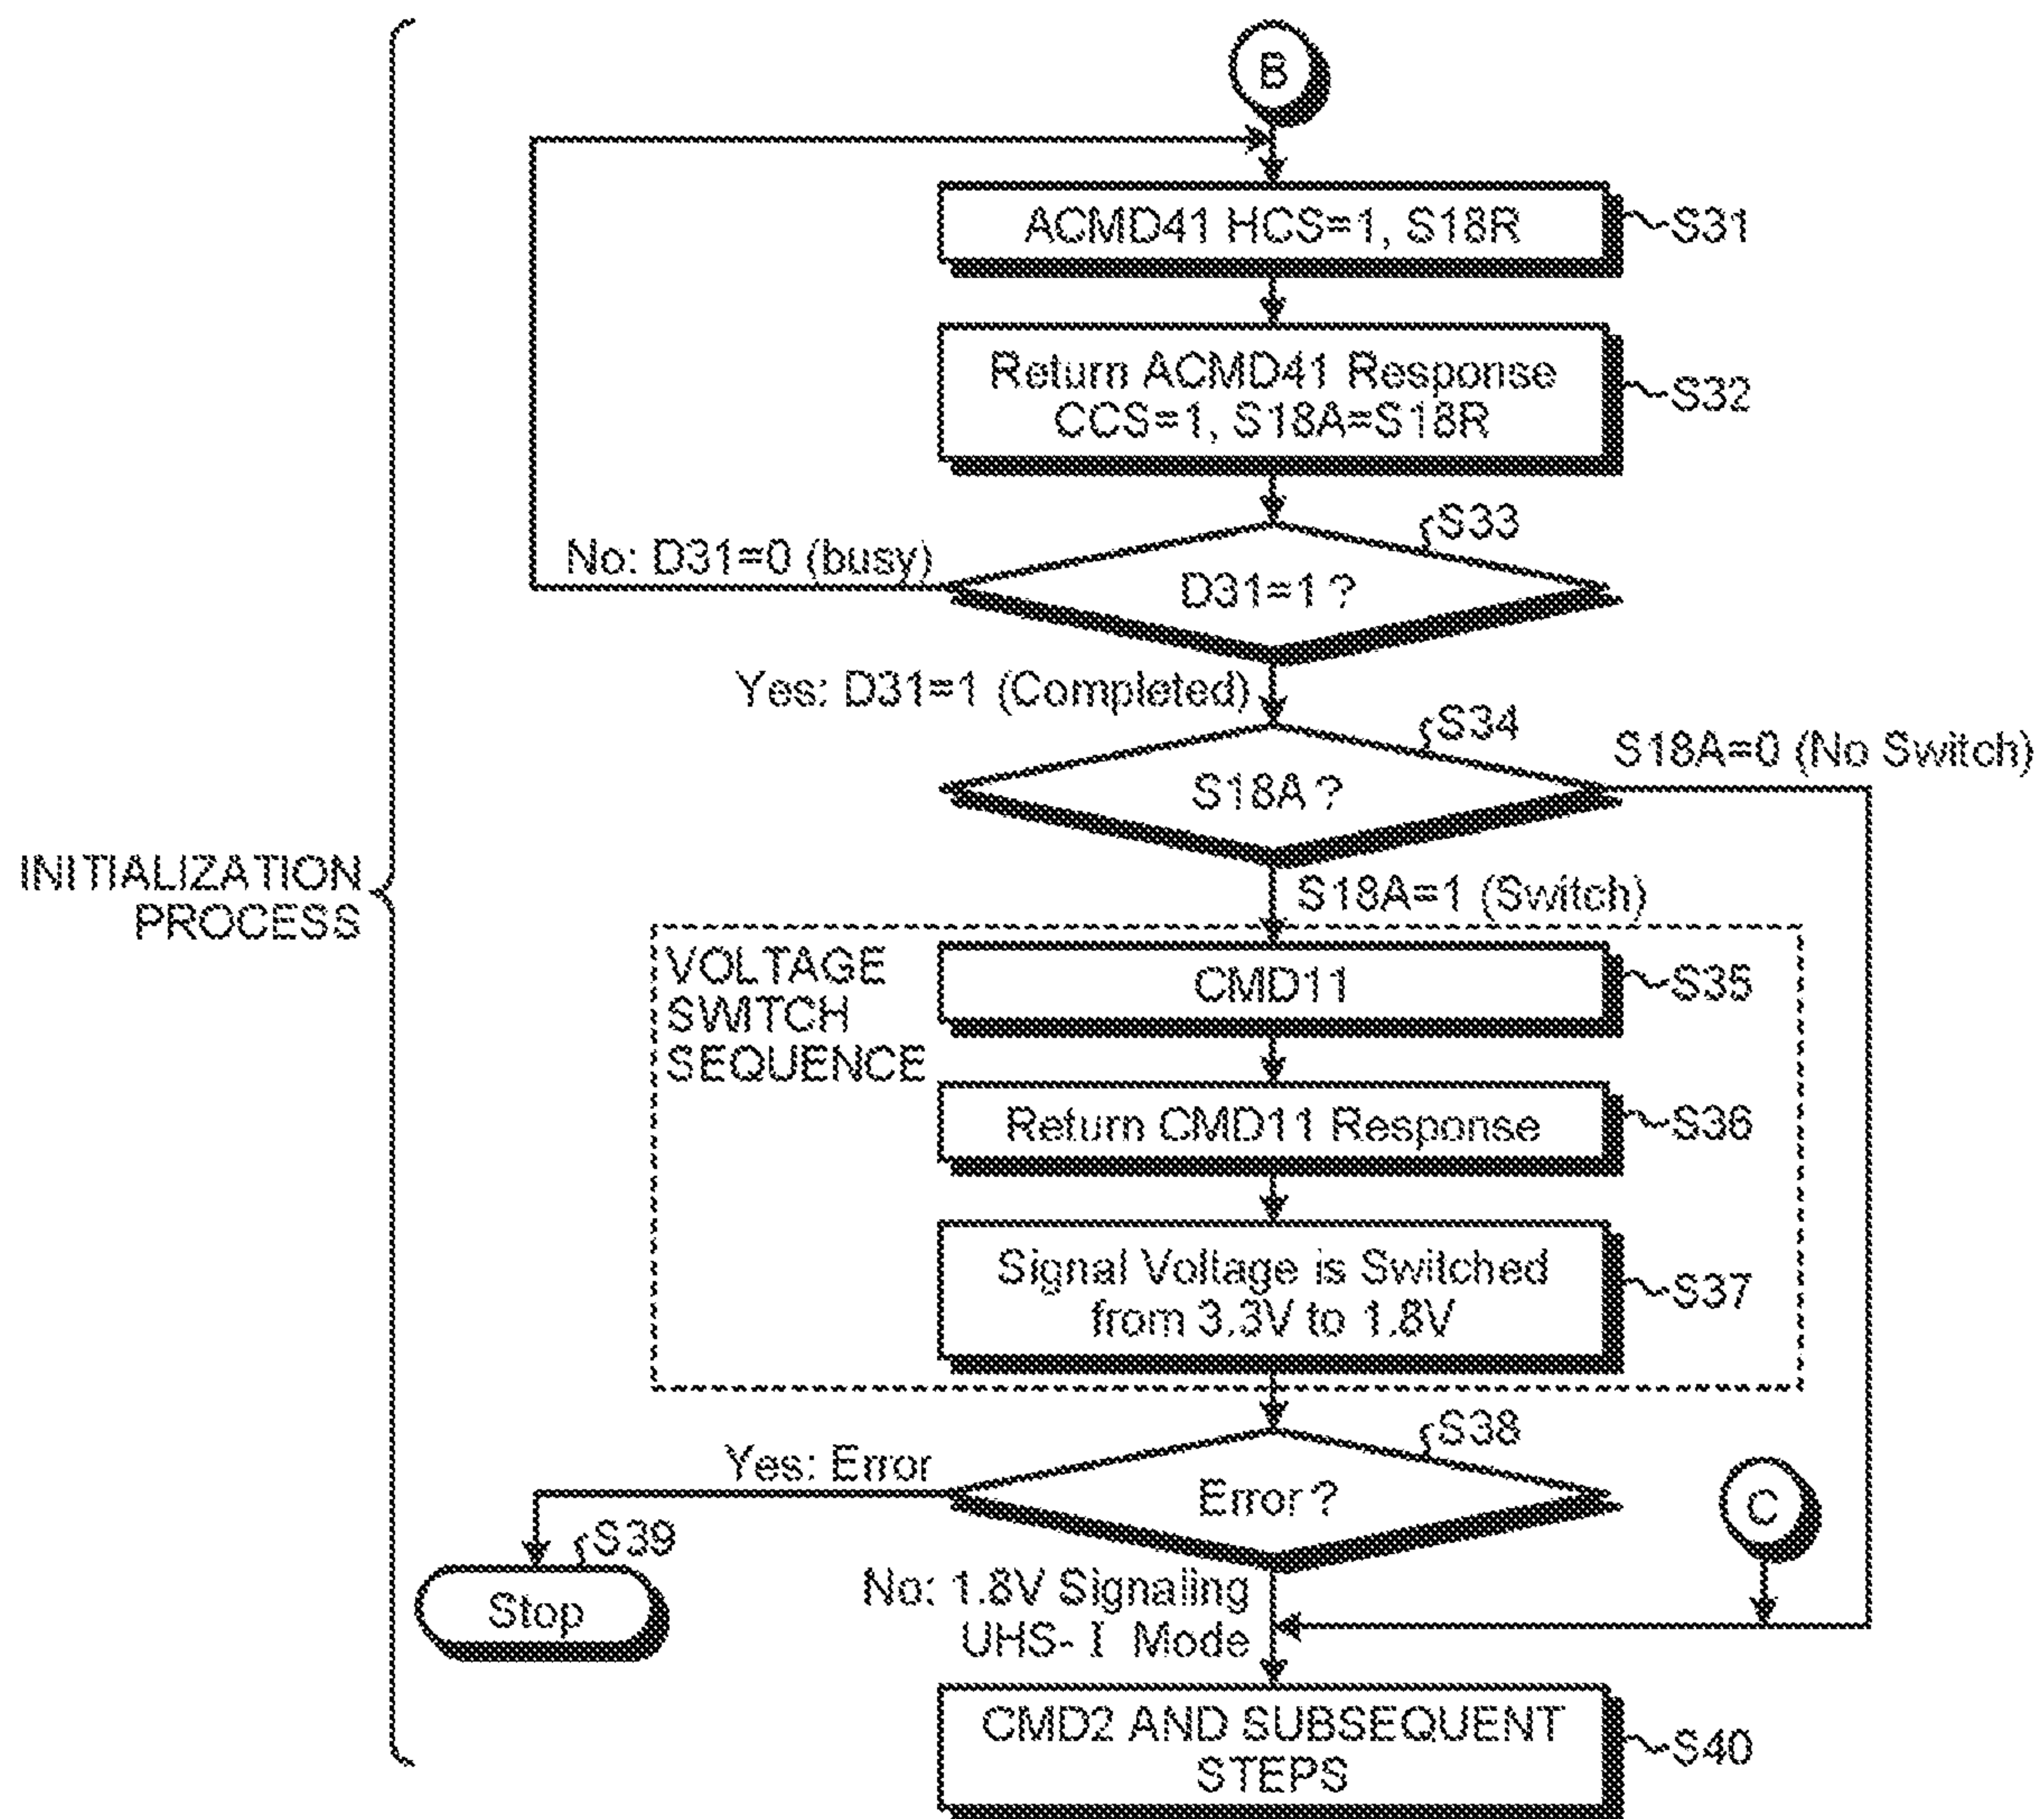 B
ACMD41 HCS=1, S18R
S31
Return ACMD41 Response
CCS=1, S18A=S18R
S32
S33
No: D31=0 (busy)
D31=1?
Yes: D31=1 (Completed)
S34
S18A=0 (No Switch)
S18A?
INITIALIZATION
PROCESS
S18A=1 (Switch)
VOLTAGE
SWITCH
SEQUENCE
CMD11
S35
Return CMD11 Response
S36
Signal Voltage is Switched
from 3.3V to 1.8V
S37
S38
Yes: Error
Error?
C
S39
Stop
No: 1.8V Signaling
UHS-I Mode
CMD2 AND SUBSEQUENT
STEPS
S40